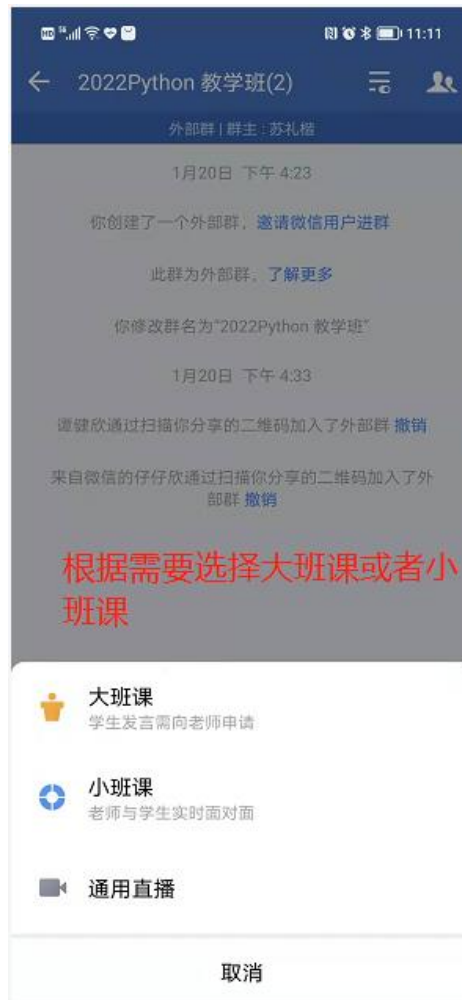 11:11
2022Python 教学班(2)
外部群 | 群主 : 苏礼楷
1月20日 下午 4:23
你创建了一个外部群，邀请微信用户进群
此群为外部群，了解更多
你修改群名为“2022Python 教学班”
1月20日 下午 4:33
谭健欣通过扫描你分享的二维码加入了外部群 撤销
来自微信的仔仔欣通过扫描你分享的二维码加入了外
部群 撤销
根据需要选择大班课或者小
班课
大班课
学生发言需向老师申请
小班课
老师与学生实时面对面
通用直播
取消